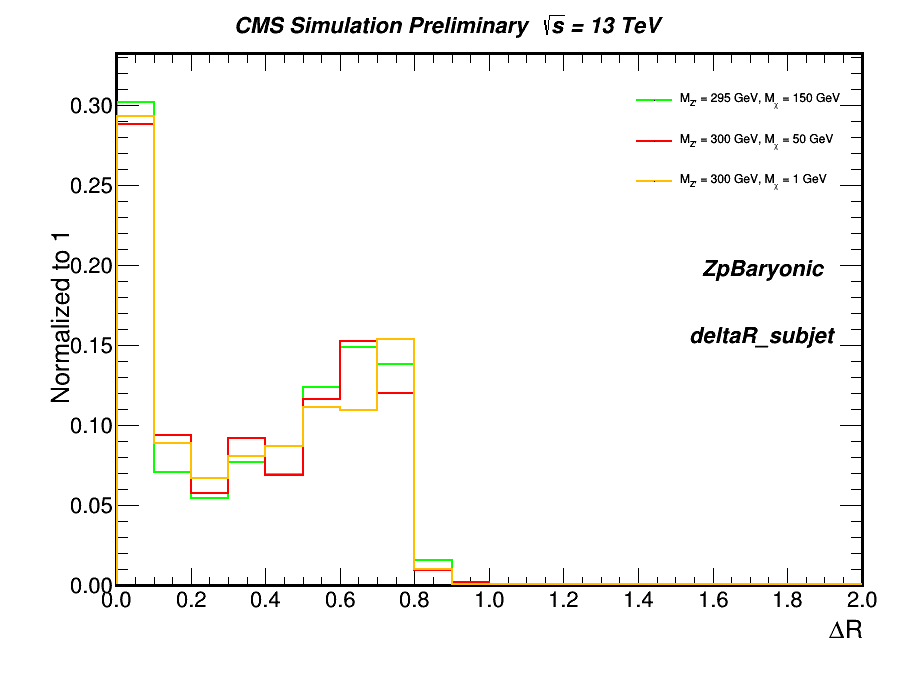 CMS Simulation Preliminary √s = 13 TeV
Normalized to 1
0.30
0.25
0.20
0.15
0.10
0.05
0.00
M_Z' = 295 GeV, M_χ = 150 GeV
M_Z' = 300 GeV, M_χ = 50 GeV
M_Z' = 300 GeV, M_χ = 1 GeV
ZpBaryonic
deltaR_subjet
0.0 0.2 0.4 0.6 0.8 1.0 1.2 1.4 1.6 1.8 2.0
ΔR